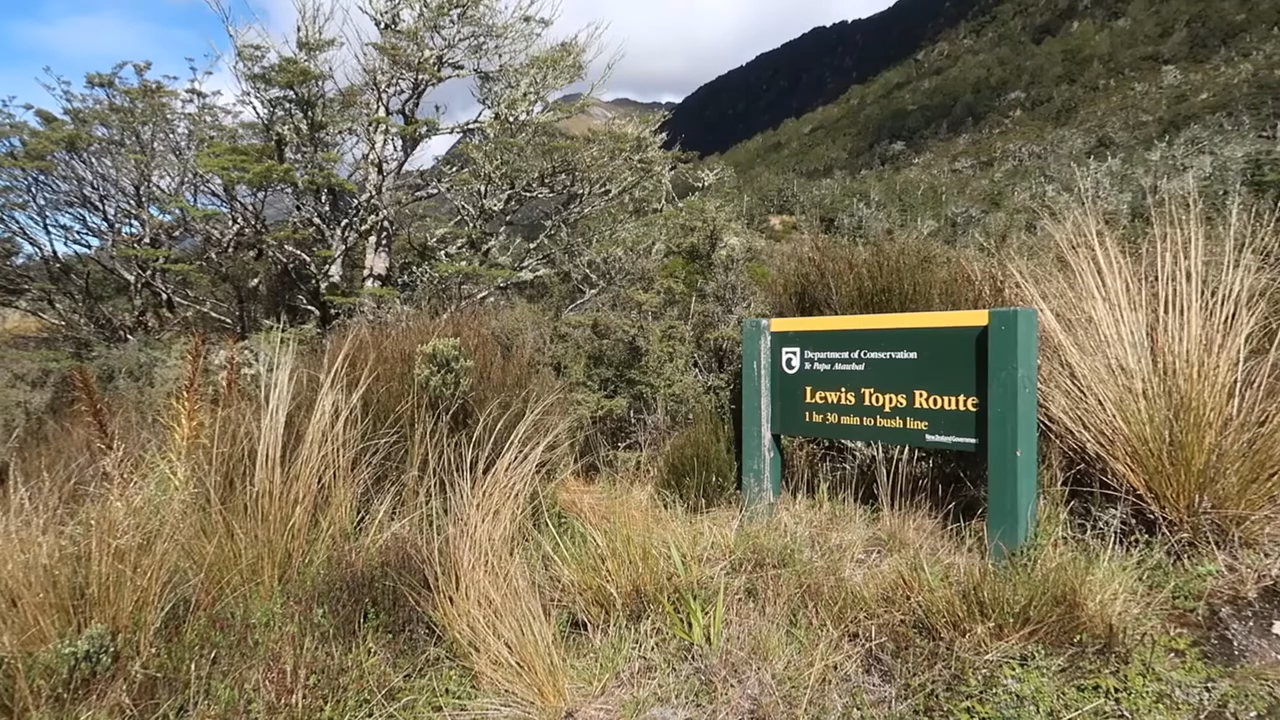 Department of Conservation
Te Papa Atawhai
Lewis Tops Route
1 hr 30 min to bush line
New Zealand Government